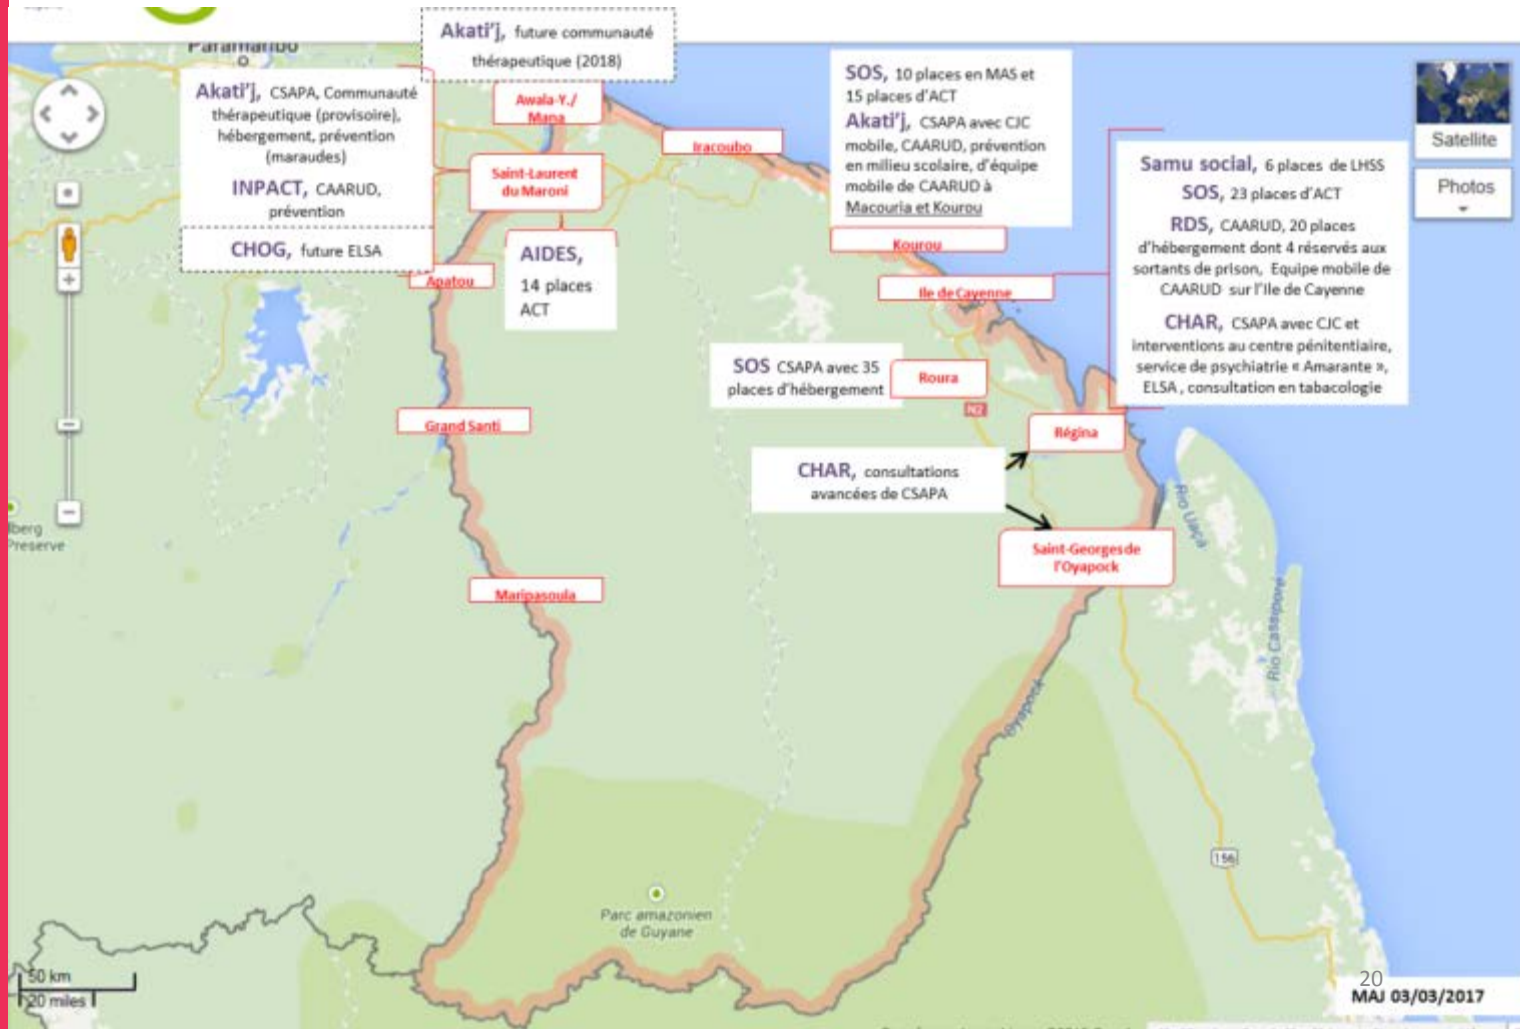 Paramaribo
Akati'j, future communauté
thérapeutique (2018)
Akati'j, CSAPA, Communauté
thérapeutique (provisoire),
hébergement, prévention
(maraudes)
INPACT, CAARUD,
prévention
CHOG, future ELSA
Awala-Y./
Mana
Saint-Laurent
du Maroni
Iracoubo
AIDES,
14 places
ACT
Apatou
SOS, 10 places en MAS et
15 places d'ACT
Akati'j, CSAPA avec CJC
mobile, CAARUD, prévention
en milieu scolaire, d'équipe
mobile de CAARUD à
Macouria et Kourou
Kourou
Ile de Cayenne
Samu social, 6 places de LHSS
SOS, 23 places d'ACT
RDS, CAARUD, 20 places
d'hébergement dont 4 réservés aux
sortants de prison, Equipe mobile de
CAARUD sur l'Ile de Cayenne
CHAR, CSAPA avec CJC et
interventions au centre pénitentiaire,
service de psychiatrie « Amarante »,
ELSA , consultation en tabacologie
Satellite
Photos
SOS CSAPA avec 35
places d'hébergement
Roura
N2
Grand Santi
Régina
CHAR, consultations
avancées de CSAPA
Saint-Georges de
l'Oyapock
Rio Uaçá
lberg
Preserve
Maripasoula
Rio Cassiporé
Oyapock
156
Parc amazonien
de Guyane
50 km
20 miles
20
MAJ 03/03/2017